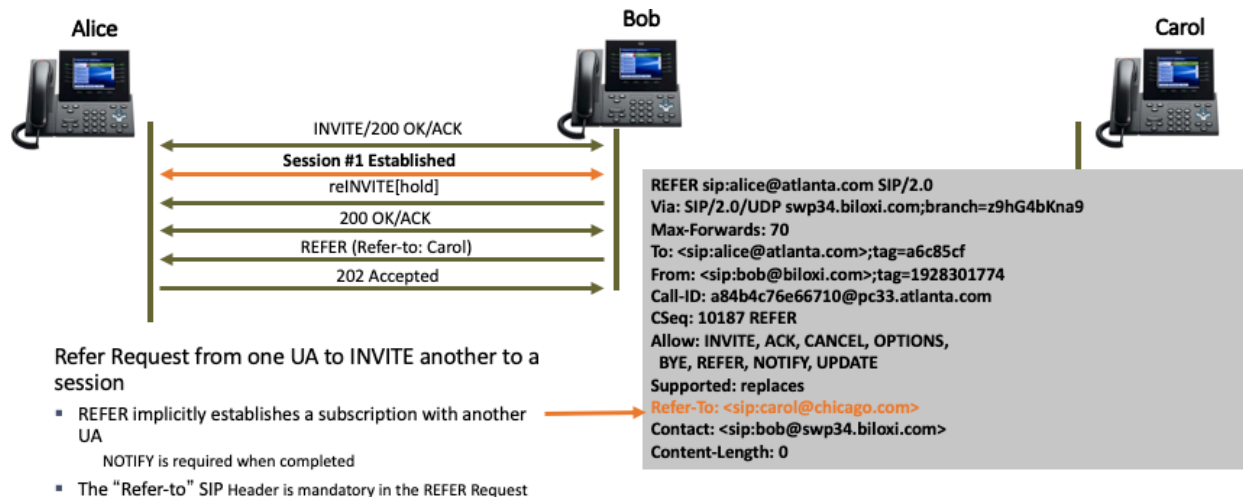 Alice
Bob
Carol
INVITE/200 OK/ACK
Session #1 Established
reINVITE[hold]
200 OK/ACK
REFER (Refer-to: Carol)
202 Accepted
REFER sip:alice@atlanta.com SIP/2.0
Via: SIP/2.0/UDP swp34.biloxi.com;branch=z9hG4bKna9
Max-Forwards: 70
To: <sip:alice@atlanta.com>;tag=a6c85cf
From: <sip:bob@biloxi.com>;tag=1928301774
Call-ID: a84b4c76e66710@pc33.atlanta.com
CSeq: 10187 REFER
Allow: INVITE, ACK, CANCEL, OPTIONS,
BYE, REFER, NOTIFY, UPDATE
Supported: replaces
Refer-To: <sip:carol@chicago.com>
Contact: <sip:bob@swp34.biloxi.com>
Content-Length: 0
Refer Request from one UA to INVITE another to a
session
▪ REFER implicitly establishes a subscription with another
UA
NOTIFY is required when completed
▪ The “Refer-to” SIP Header is mandatory in the REFER Request